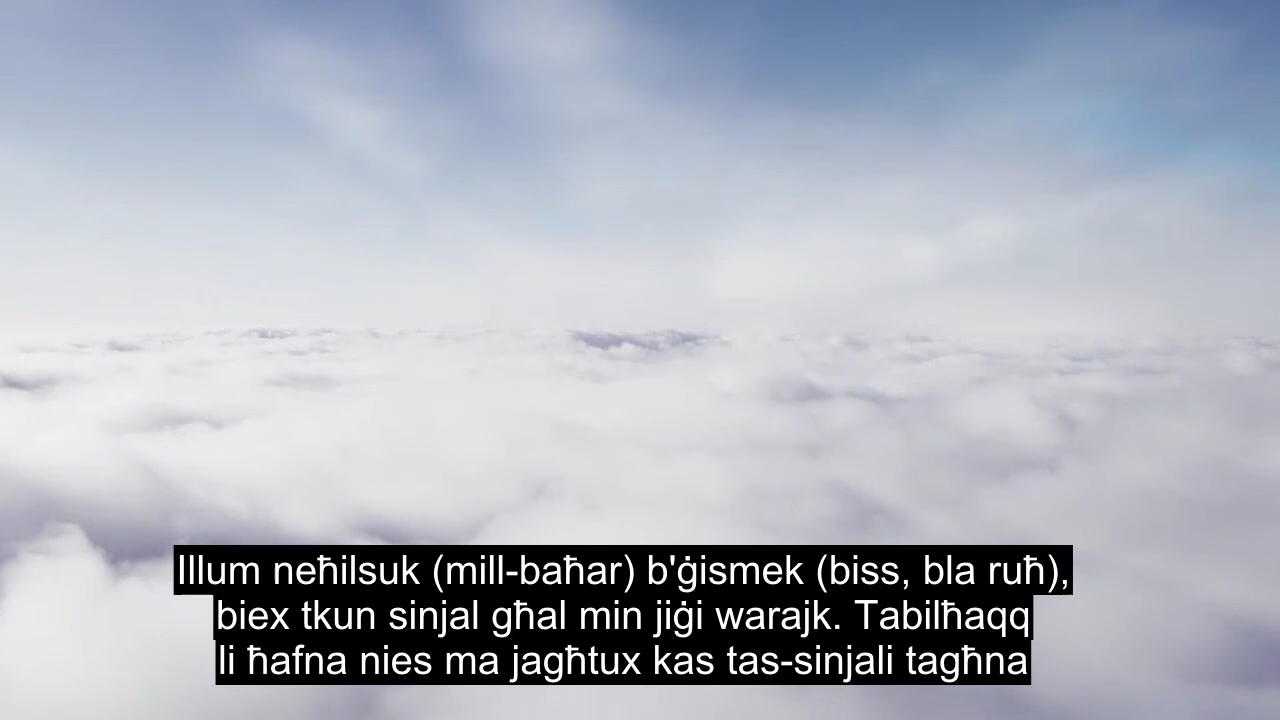 Illum neħilsuk (mill-baħar) b'ġismek (biss, bla ruħ),
biex tkun sinjal għal min jiġi warajk. Tabilħaqq
li ħafna nies ma jagħtux kas tas-sinjali tagħna